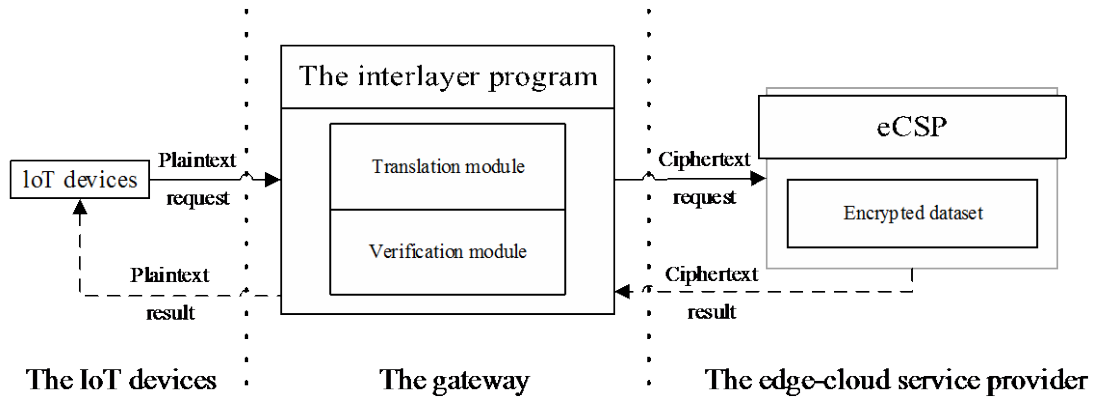 The interlayer program
eCSP
Plaintext
request
Translation module
Ciphertext
request
IoT devices
Encrypted dataset
Verification module
Plaintext
result
Ciphertext
result
The IoT devices
The gateway
The edge-cloud service provider